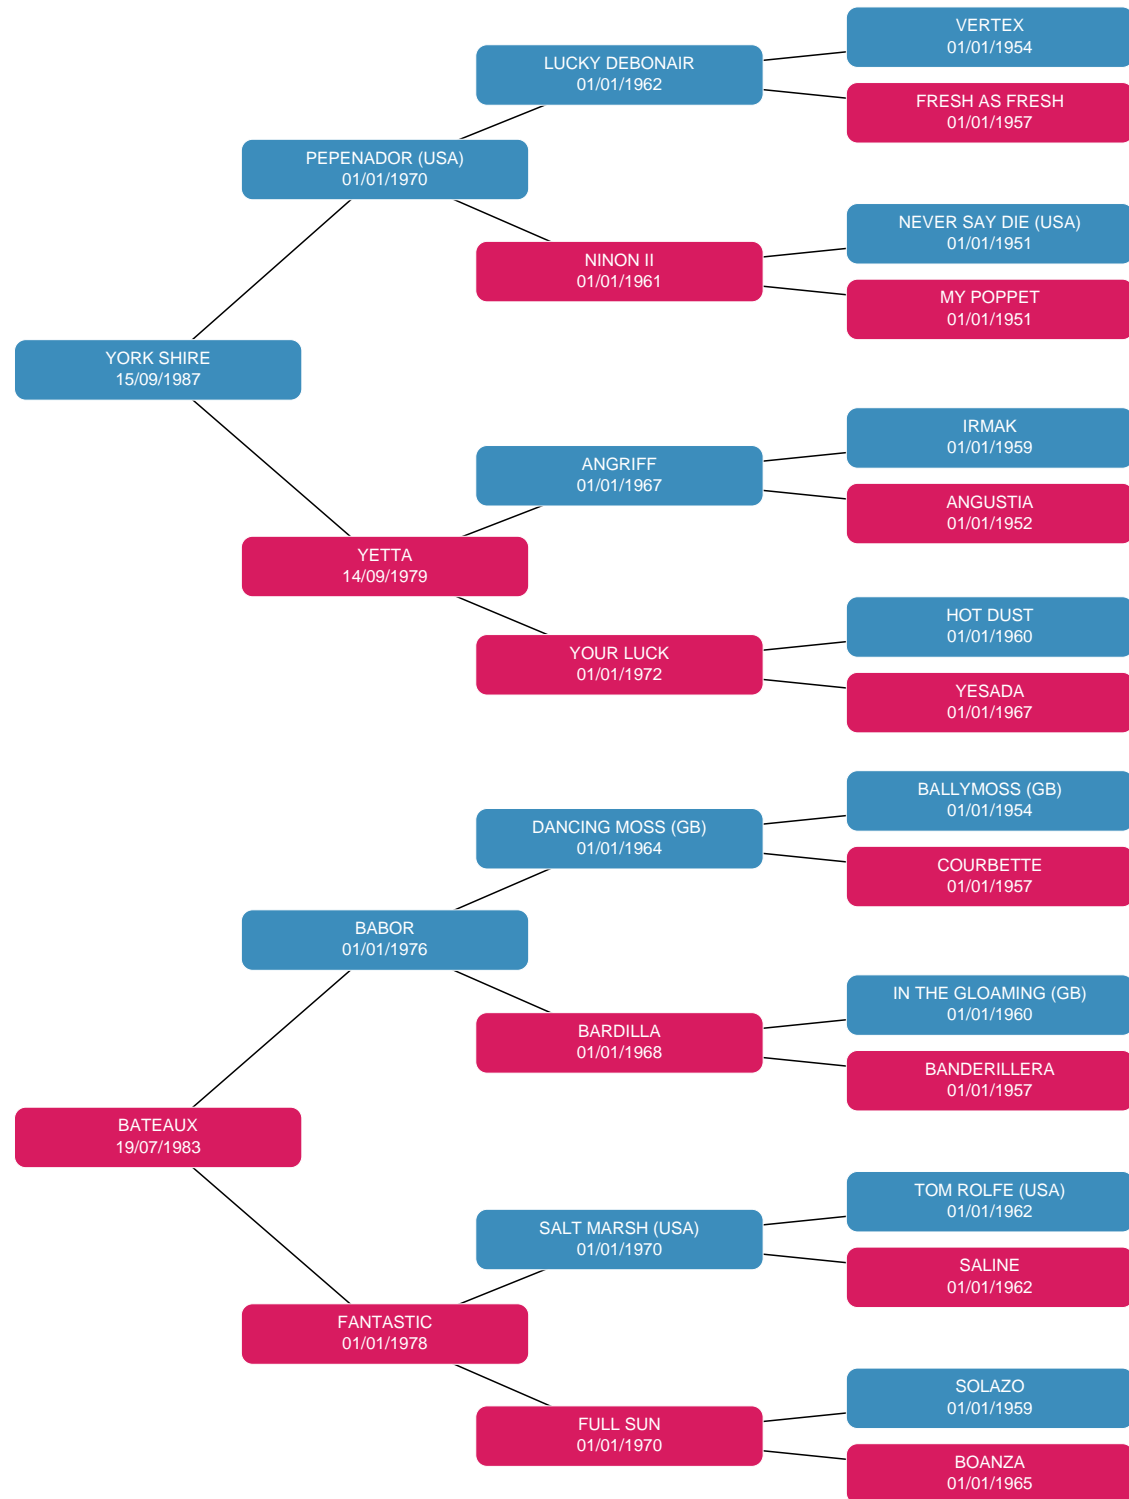 VERTEX
01/01/1954
LUCKY DEBONAIR
01/01/1962
FRESH AS FRESH
01/01/1957
PEPENADOR (USA)
01/01/1970
NEVER SAY DIE (USA)
01/01/1951
NINON II
01/01/1961
MY POPPET
01/01/1951
YORK SHIRE
15/09/1987
IRMAK
01/01/1959
ANGRIFF
01/01/1967
ANGUSTIA
01/01/1952
YETTA
14/09/1979
HOT DUST
01/01/1960
YOUR LUCK
01/01/1972
YESADA
01/01/1967
BALLYMOSS (GB)
01/01/1954
DANCING MOSS (GB)
01/01/1964
COURBETTE
01/01/1957
BABOR
01/01/1976
IN THE GLOAMING (GB)
01/01/1960
BARDILLA
01/01/1968
BANDERILLERA
01/01/1957
BATEAUX
19/07/1983
TOM ROLFE (USA)
01/01/1962
SALT MARSH (USA)
01/01/1970
SALINE
01/01/1962
FANTASTIC
01/01/1978
SOLAZO
01/01/1959
FULL SUN
01/01/1970
BOANZA
01/01/1965